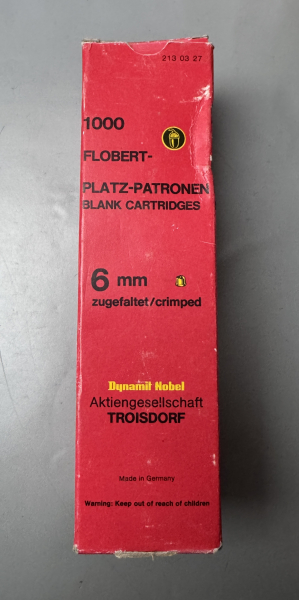 213 03 27
1000
FLOBERT-
PLATZ-PATRONEN
BLANK CARTRIDGES
6 mm
zugefaltet/crimped
Dynamit Nobel
Aktiengesellschaft
TROISDORF
Made in Germany
Warning: Keep out of reach of children